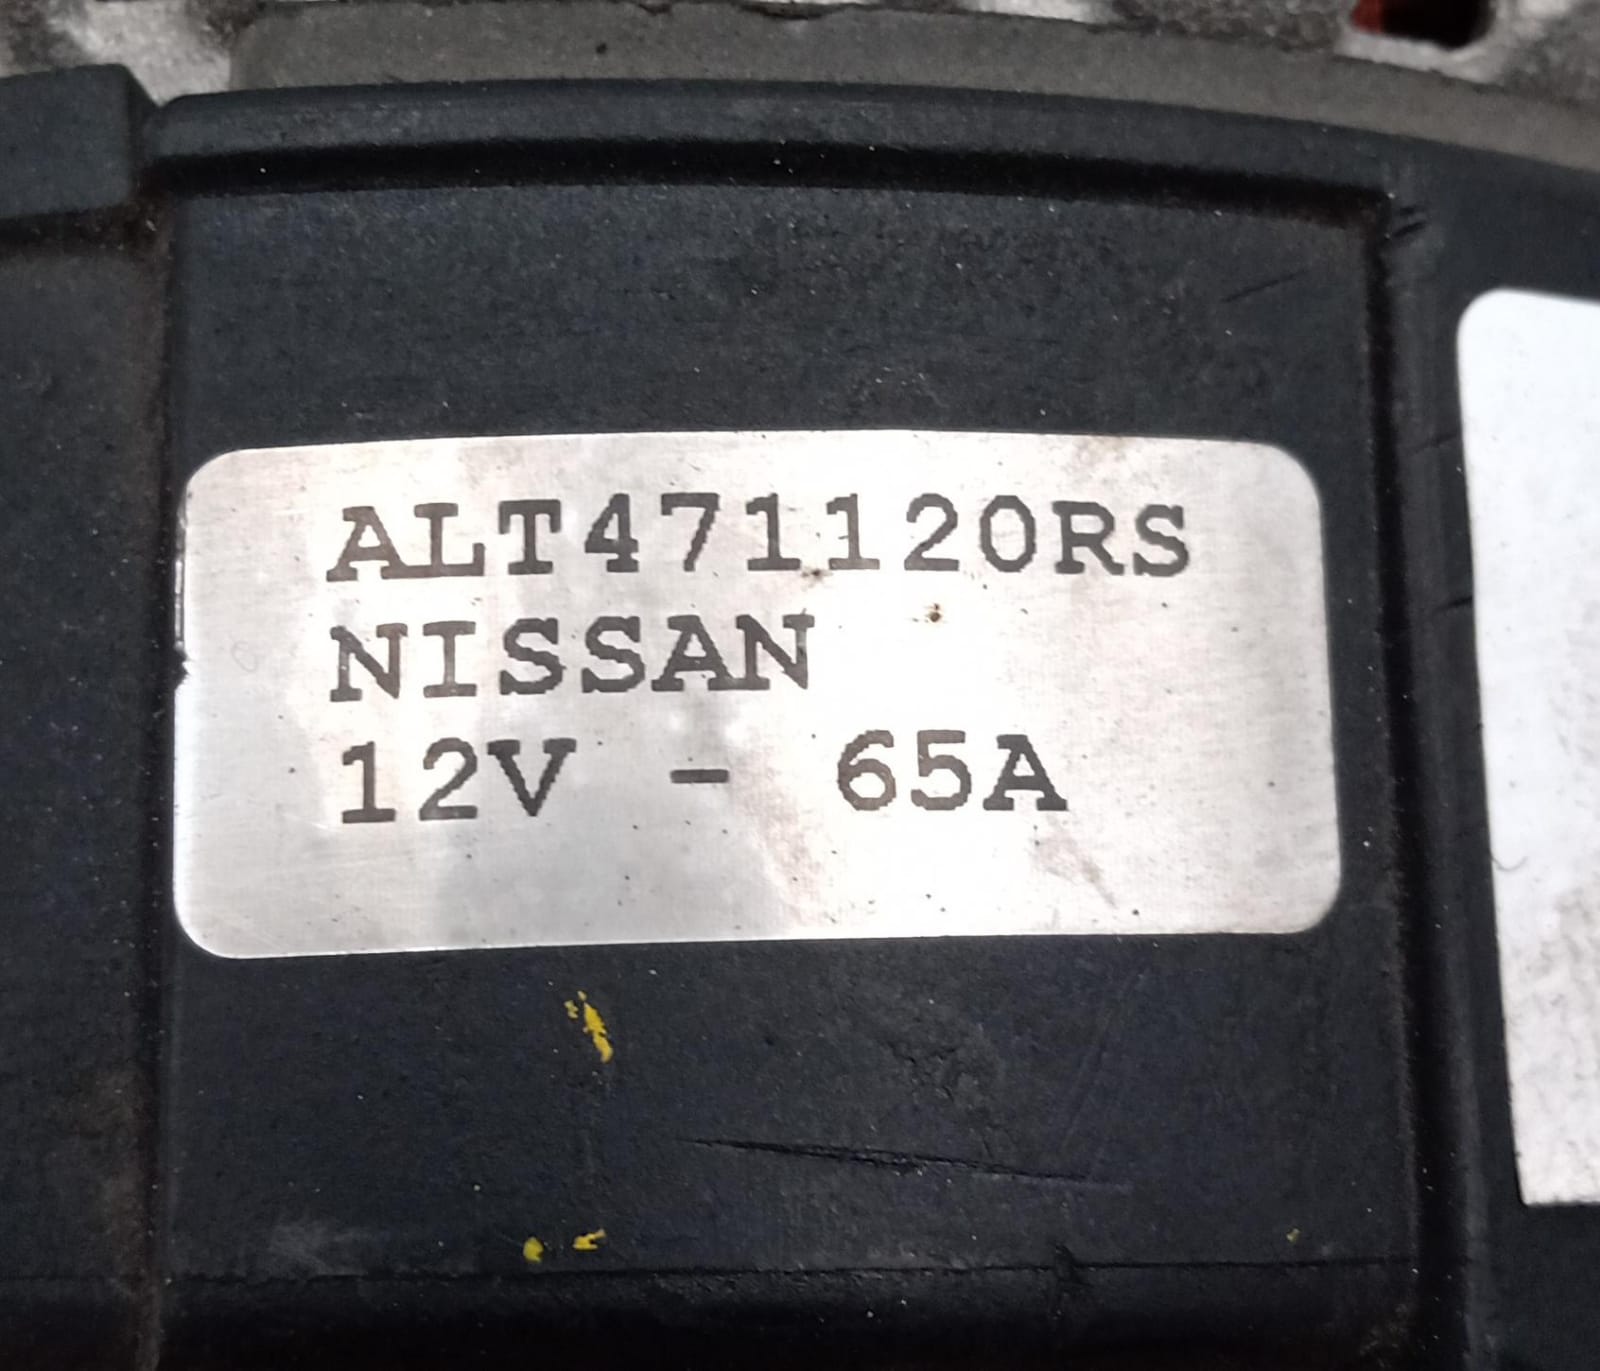 ALT471120RS
NISSAN
12V - 65A